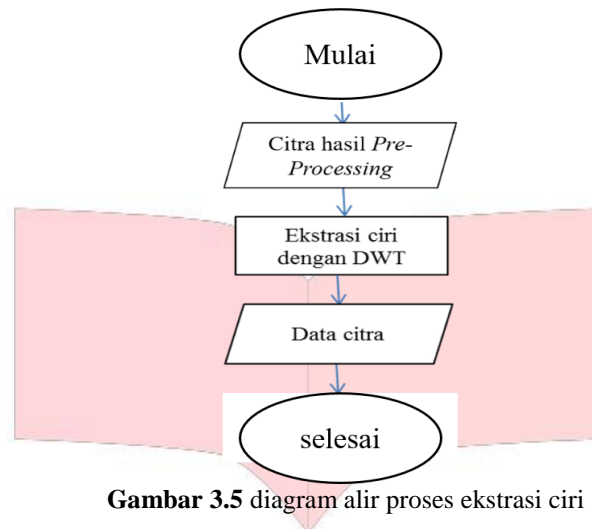 Mulai
Citra hasil Pre-
Processing
Ekstrasi ciri
dengan DWT
Data citra
selesai
Gambar 3.5 diagram alir proses ekstrasi ciri